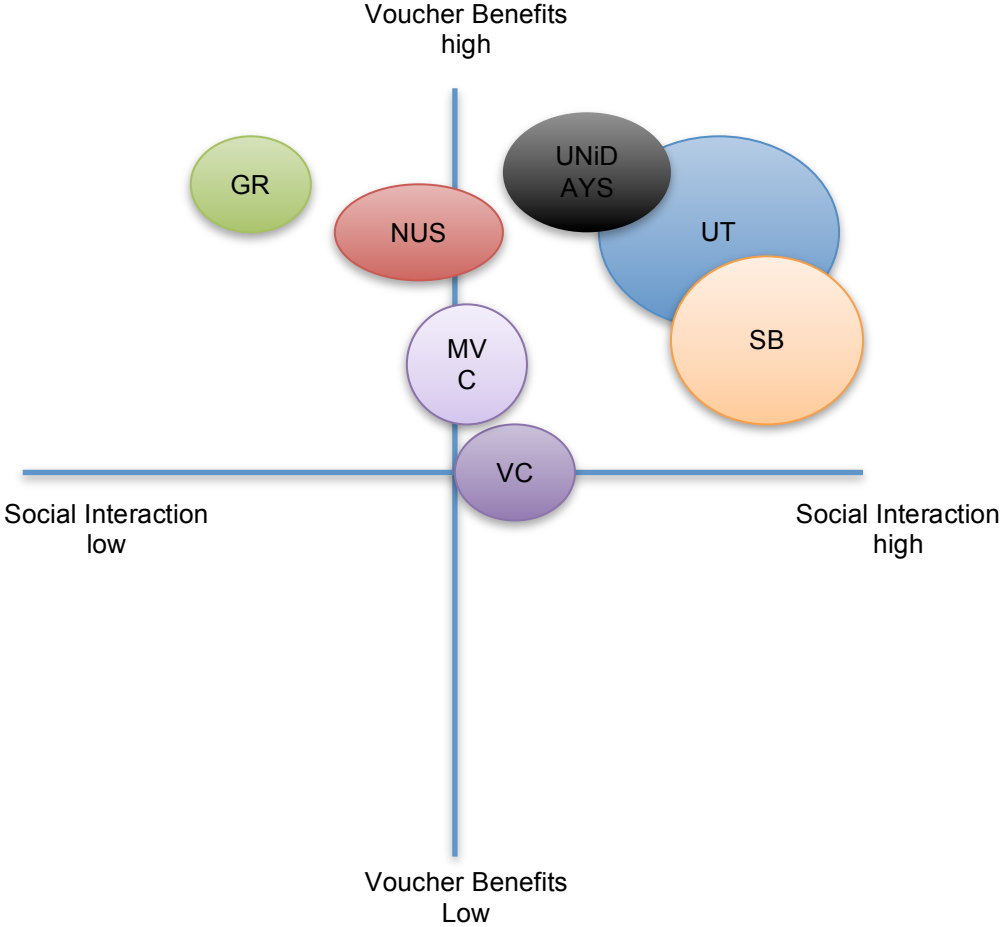 Voucher Benefits
high
GR
NUS
UNiD
AYS
UT
SB
MV
C
VC
Social Interaction
low
Social Interaction
high
Voucher Benefits
Low